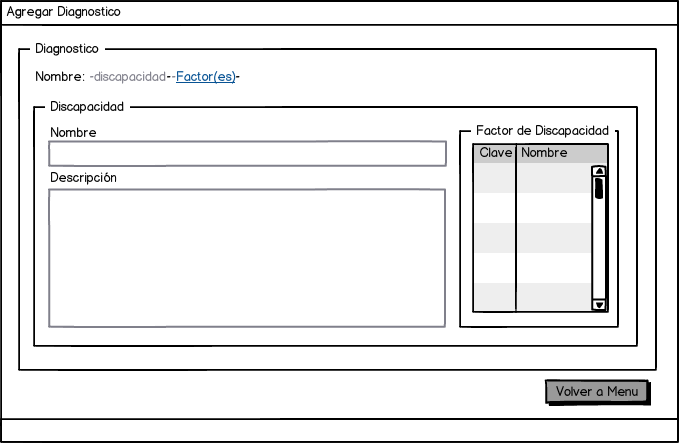 Agregar Diagnostico
Diagnostico
Nombre: -discapacidad--Factor(es)-
Discapacidad
Nombre
Factor de Discapacidad
Clave Nombre
Descripción
Volver a Menu